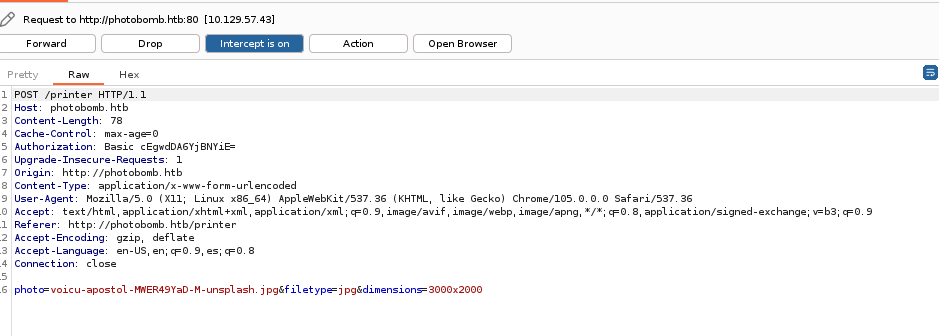 Request to http://photobomb.htb:80 [10.129.57.43]
Forward Drop Intercept is on Action Open Browser
Pretty Raw Hex
1 POST /printer HTTP/1.1
2 Host: photobomb.htb
3 Content-Length: 78
4 Cache-Control: max-age=0
5 Authorization: Basic cEgwdDA6YjBNYiE=
6 Upgrade-Insecure-Requests: 1
7 Origin: http://photobomb.htb
8 Content-Type: application/x-www-form-urlencoded
9 User-Agent: Mozilla/5.0 (X11; Linux x86_64) AppleWebKit/537.36 (KHTML, like Gecko) Chrome/105.0.0.0 Safari/537.36
10 Accept: text/html,application/xhtml+xml,application/xml;q=0.9,image/avif,image/webp,image/apng,*/*;q=0.8,application/signed-exchange;v=b3;q=0.9
11 Referer: http://photobomb.htb/printer
12 Accept-Encoding: gzip, deflate
13 Accept-Language: en-US,en;q=0.9,es;q=0.8
14 Connection: close
15
16 photo=voicu-apostol-MWER49YaD-M-unsplash.jpg&filetype=jpg&dimensions=3000x2000